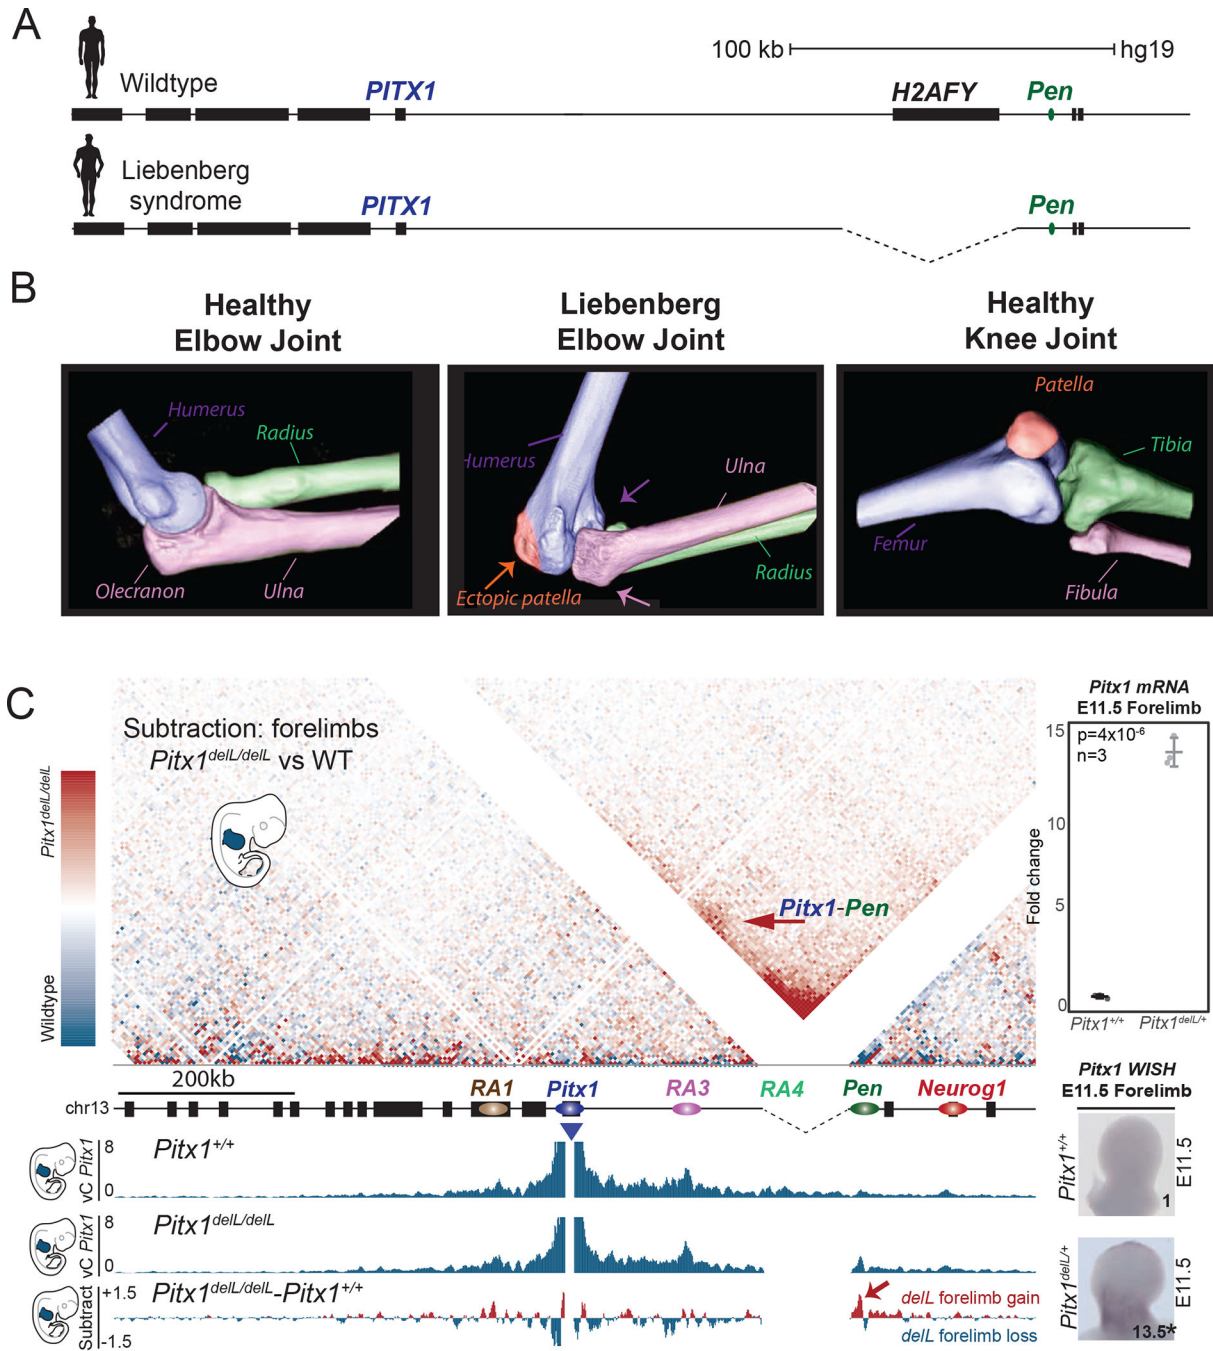 A
100 kb
hg19
Wildtype
PITX1
H2AFY
Pen
Liebenberg
syndrome
PITX1
Pen
B
Healthy
Elbow Joint
Liebenberg
Elbow Joint
Healthy
Knee Joint
Humerus
Radius
Olecranon
Ulna
Humerus
Ulna
Radius
Ectopic patella
Patella
Tibia
Femur
Fibula
C
Subtraction: forelimbs
Pitx1delL/delL vs WT
Pitx1delL/delL
Wildtype
Pitx1-Pen
Pitx1 mRNA
E11.5 Forelimb
15
p=4x10-6
n=3
10
5
0
Fold change
Pitx1+/+
Pitx1delL/+
200kb
RA1
Pitx1
RA3
RA4
Pen
Neurog1
chr13
vC Pitx1
8
0
Pitx1+/+
vC Pitx1
8
0
Pitx1delL/delL
Subtract
+1.5
-1.5
Pitx1delL/delL-Pitx1+/+
delL forelimb gain
delL forelimb loss
Pitx1 WISH
E11.5 Forelimb
Pitx1+/+
E11.5
1
Pitx1delL/+
E11.5
13.5*